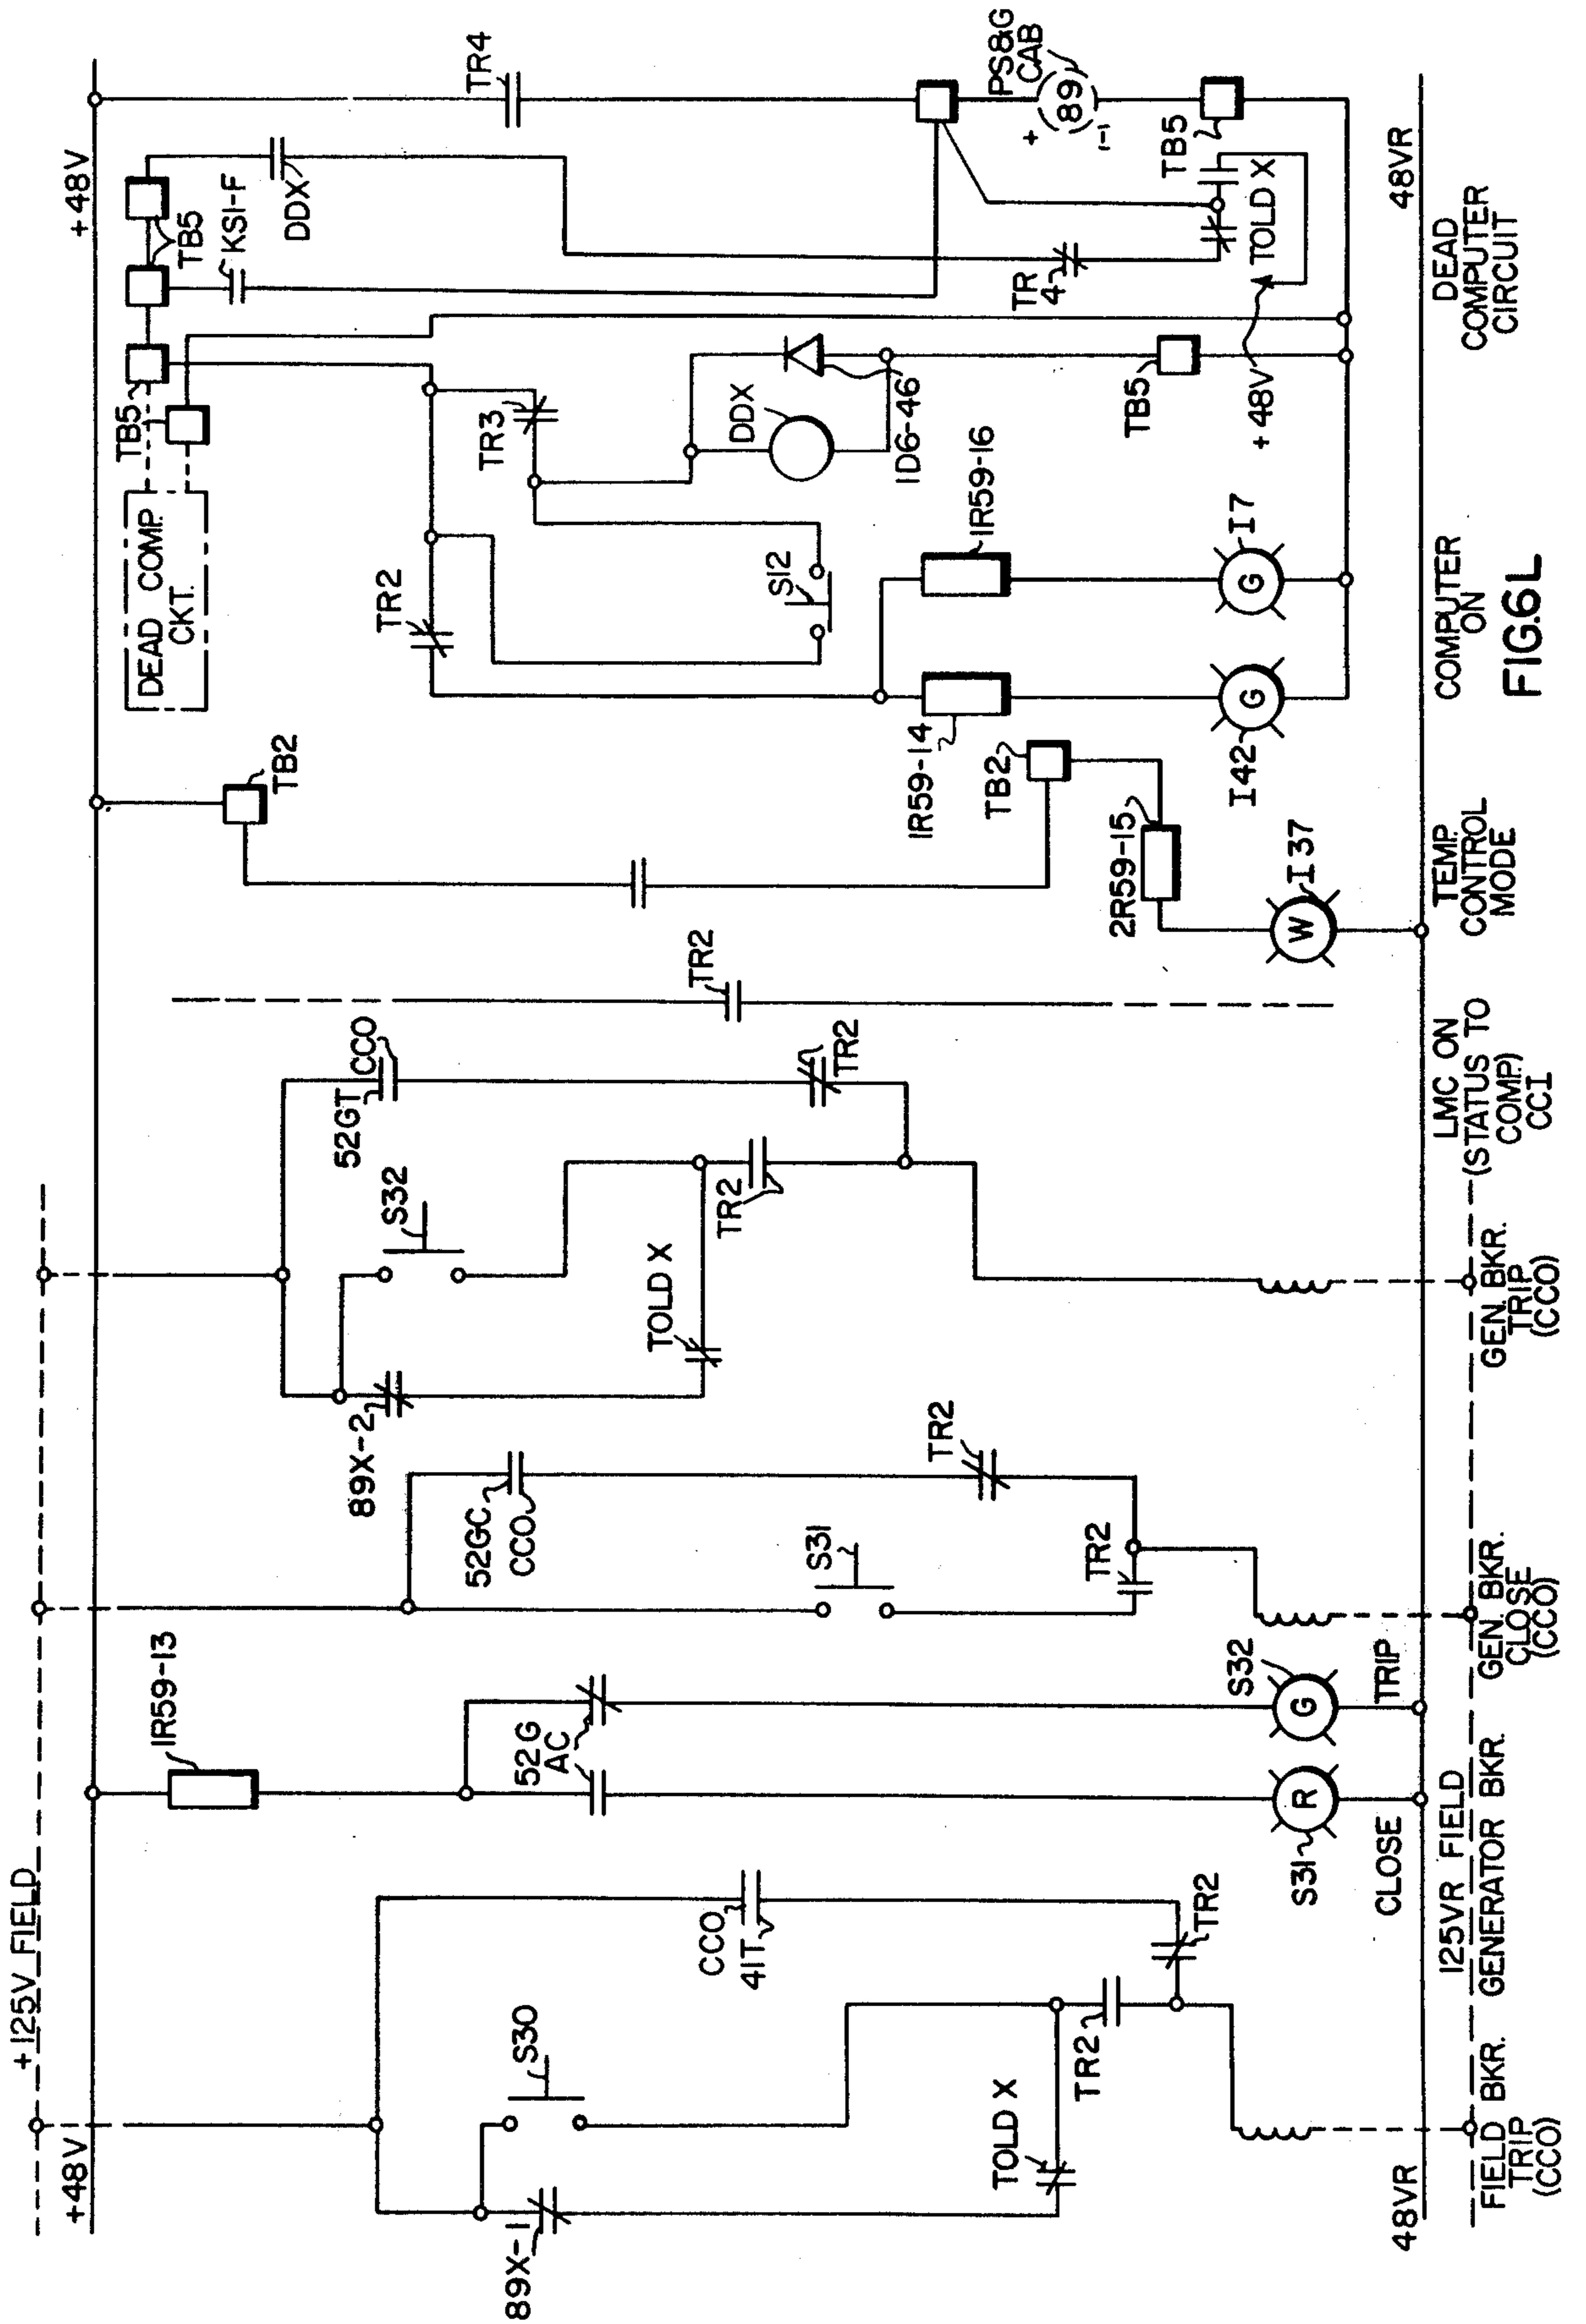 +125V FIELD
+48V
+48V
89X-1
S30
CCO
41T
TOLD X
TR2
TR2
48VR
FIELD BKR.
TRIP
(CCO)
1R59-13
52G
AC
S31
R
CLOSE
S32
G
TRIP
125VR FIELD
GENERATOR BKR.
52GC
CCO
S31
TR2
TR2
GEN. BKR.
CLOSE
(CCO)
89X-2
S32
52GT
CCO
TOLD X
TR2
TR2
GEN. BKR.
TRIP
(CCO)
TR2
LMC ON
(STATUS TO
COMP.)
CCI
TB2
TB2
2R59-15
W
I37
TEMP.
CONTROL
MODE
DEAD COMP.
CKT.
TB5
TB5
TR2
TR3
S12
1R59-14
1R59-16
I42
G
G
I7
COMPUTER
ON
DDX
1D6-46
TB5
KS1-F
DDX
TR4
TR
4
PS&G
CAB
+
89
-
TB5
TOLD X
+48V
48VR
DEAD
COMPUTER
CIRCUIT
FIG.6L